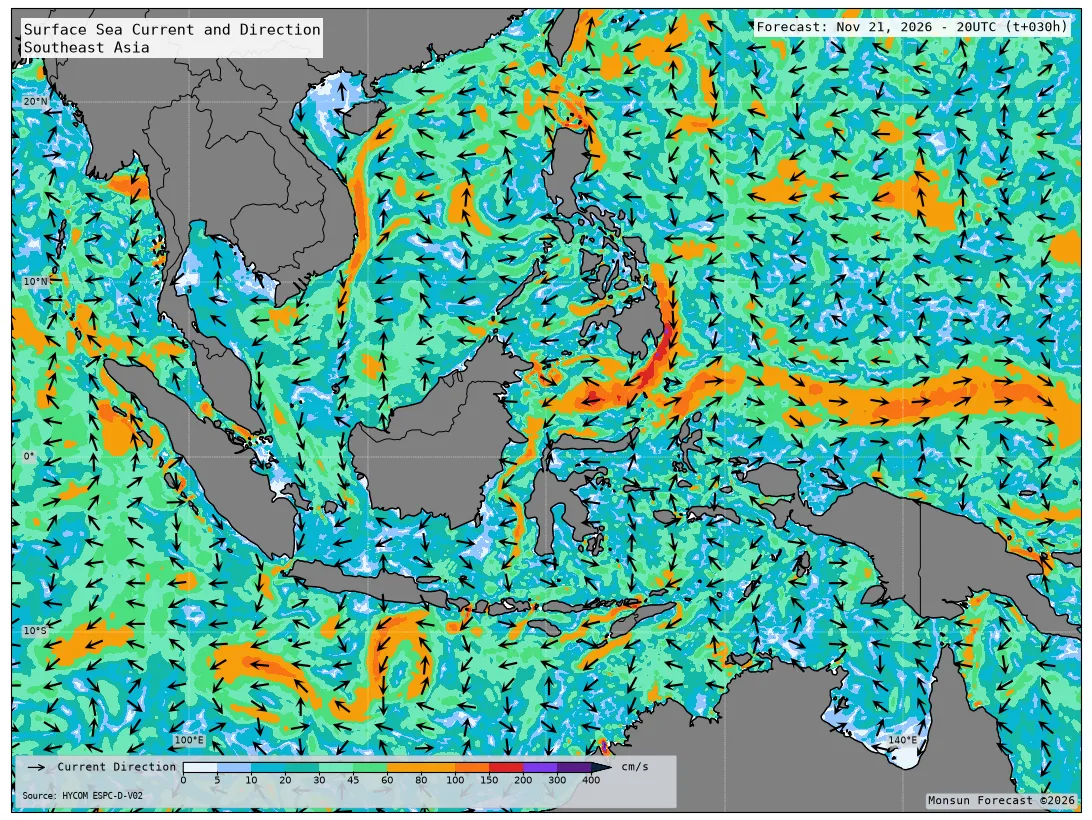 Surface Sea Current and Direction
Southeast Asia
Forecast: Nov 21, 2026 - 20UTC (t+030h)
20°N
10°N
0°
10°S
100°E
140°E
Current Direction
0 5 10 20 30 45 60 80 100 150 200 300 400 cm/s
Source: HYCOM ESPC-D-V02
Monsun Forecast ©2026